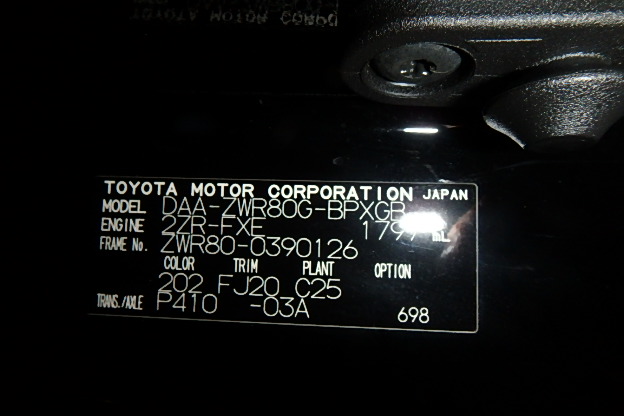 TOYOTA MOTOR CORPORATION JAPAN
MODEL DAA-ZWR80G-BPXGB
ENGINE 2ZR-FXE 1797 mL
FRAME No. ZWR80-0390126
COLOR TRIM PLANT OPTION
202 FJ20 C25
TRANS./AXLE P410 -03A 698